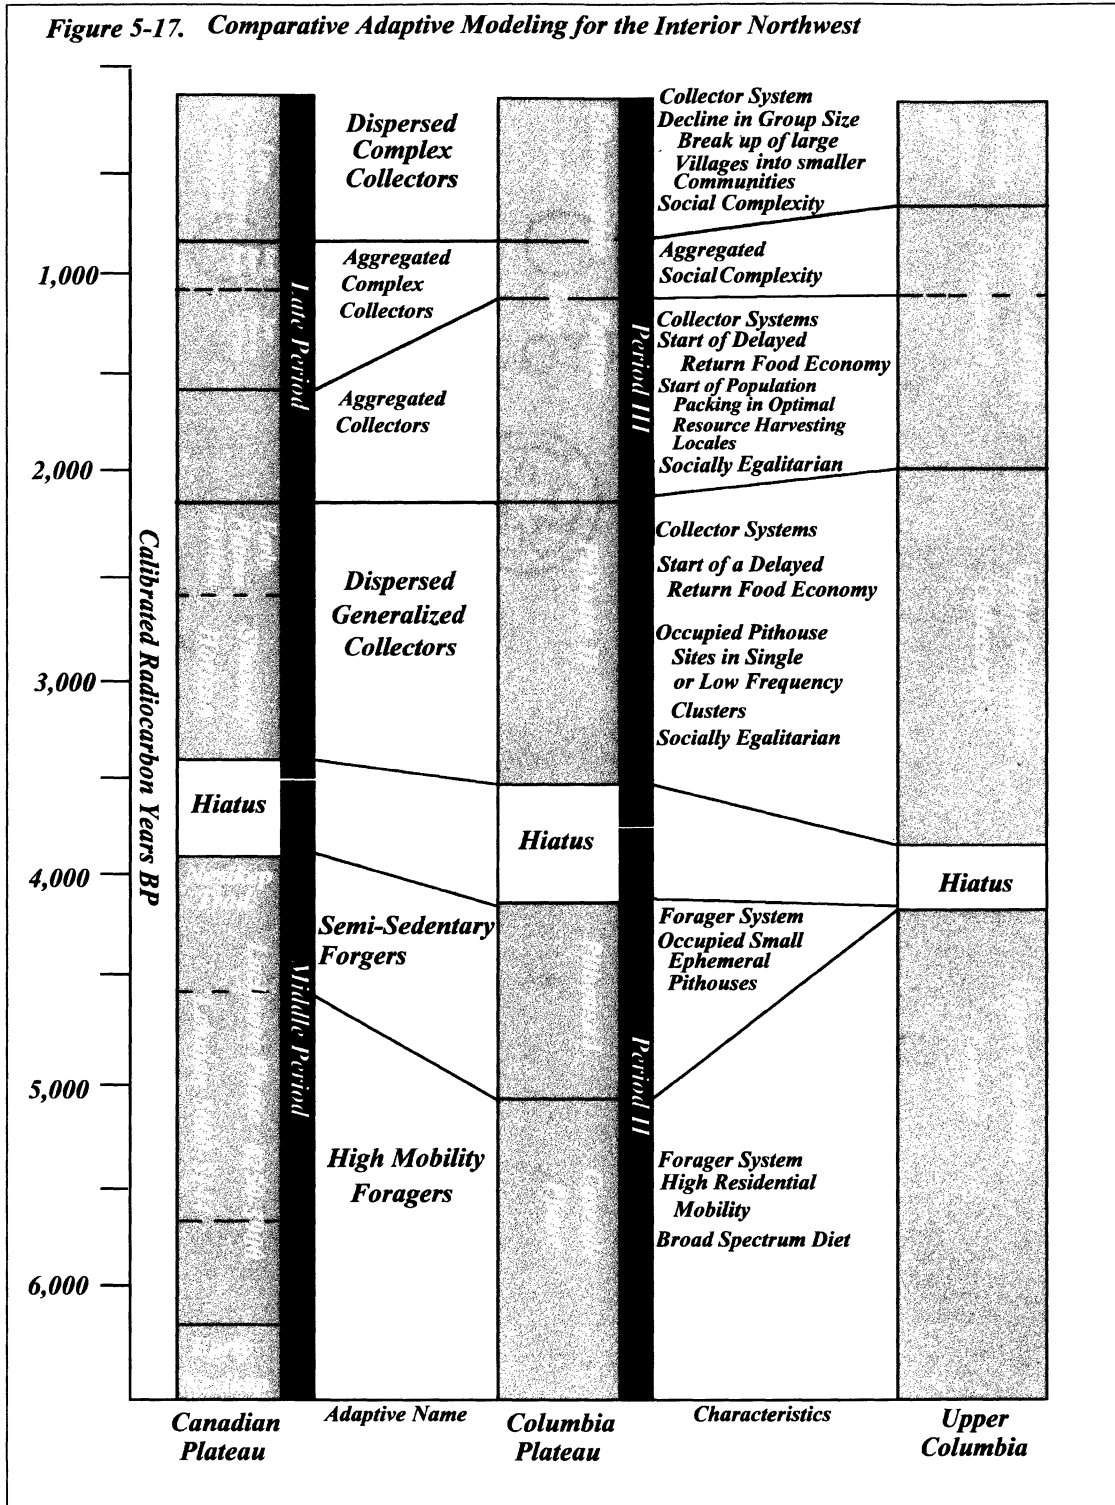 Figure 5-17. Comparative Adaptive Modeling for the Interior Northwest
Calibrated Radiocarbon Years BP
1,000
2,000
3,000
4,000
5,000
6,000
Hiatus
Late Period
Middle Period
Dispersed
Complex
Collectors
Aggregated
Complex
Collectors
Aggregated
Collectors
Dispersed
Generalized
Collectors
Semi-Sedentary
Forgers
High Mobility
Foragers
Hiatus
Period III
Period II
Collector System
Decline in Group Size
Break up of large
Villages into smaller
Communities
Social Complexity
Aggregated
Social Complexity
Collector Systems
Start of Delayed
Return Food Economy
Start of Population
Packing in Optimal
Resource Harvesting
Locales
Socially Egalitarian
Collector Systems
Start of a Delayed
Return Food Economy
Occupied Pithouse
Sites in Single
or Low Frequency
Clusters
Socially Egalitarian
Forager System
Occupied Small
Ephemeral
Pithouses
Forager System
High Residential
Mobility
Broad Spectrum Diet
Hiatus
Canadian
Plateau
Adaptive Name
Columbia
Plateau
Characteristics
Upper
Columbia